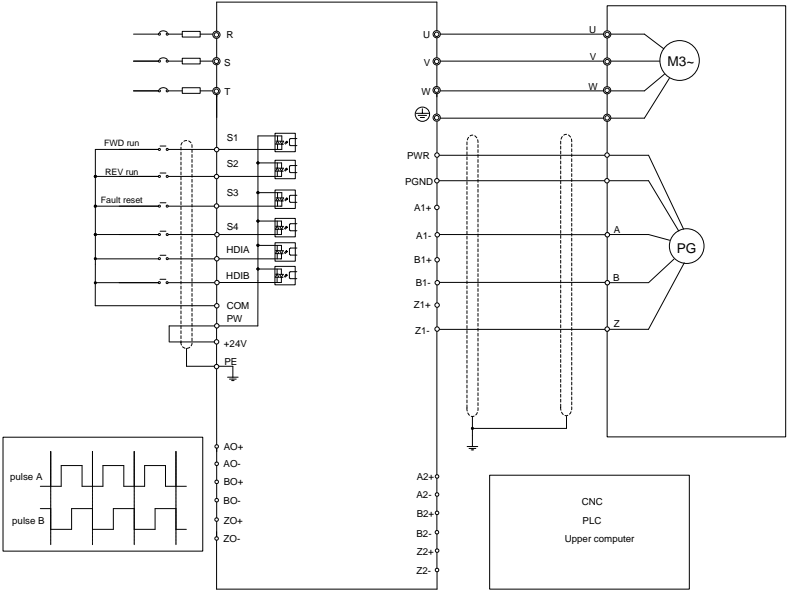 R
S
T
FWD run
REV run
Fault reset
S1
S2
S3
S4
HDIA
HDIB
COM
PW
+24V
PE
AO+
AO-
BO+
BO-
ZO+
ZO-
pulse A
pulse B
U
V
W
PWR
PGND
A1+
A1-
B1+
B1-
Z1+
Z1-
A2+
A2-
B2+
B2-
Z2+
Z2-
U
V
W
M3~
A
B
Z
PG
CNC
PLC
Upper computer